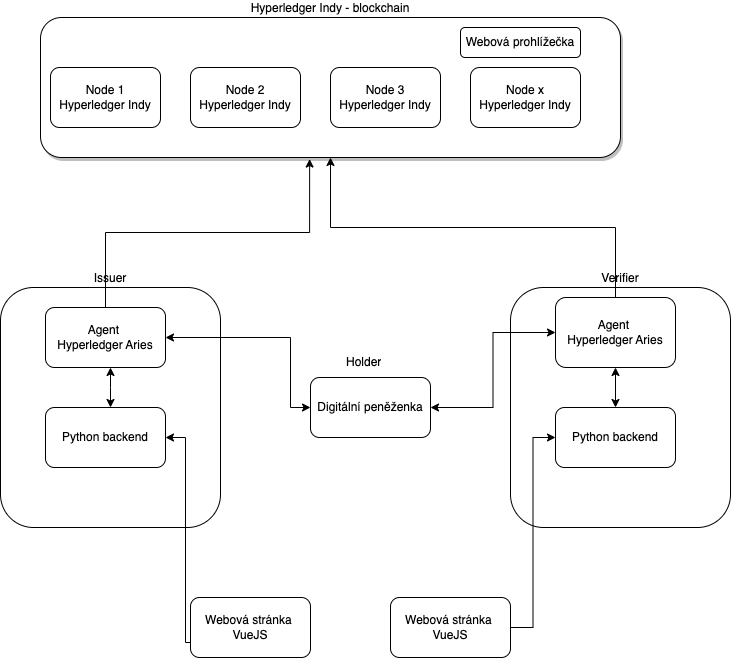 Hyperledger Indy - blockchain
Webová prohlížečka
Node 1
Hyperledger Indy
Node 2
Hyperledger Indy
Node 3
Hyperledger Indy
Node x
Hyperledger Indy
Issuer
Verifier
Agent
Hyperledger Aries
Agent
Hyperledger Aries
Holder
Digitální peněženka
Python backend
Python backend
Webová stránka
VueJS
Webová stránka
VueJS